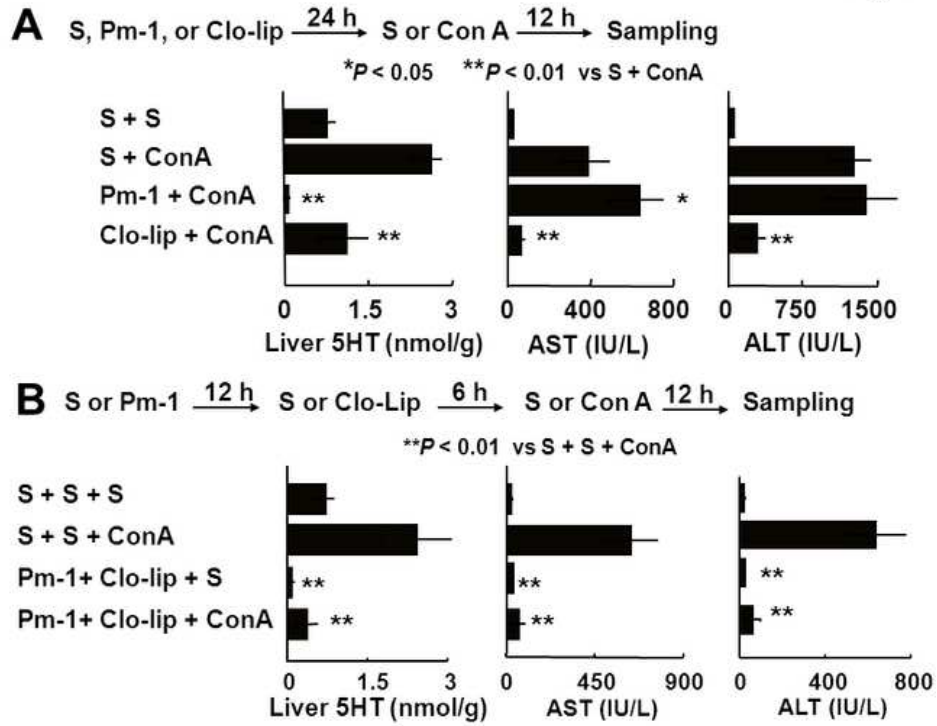 A S, Pm-1, or Clo-lip 24 h S or Con A 12 h Sampling
*P < 0.05 **P < 0.01 vs S + ConA
S + S
S + ConA
Pm-1 + ConA ** *
Clo-lip + ConA ** ** **
0 1.5 3 0 400 800 0 750 1500
Liver 5HT (nmol/g) AST (IU/L) ALT (IU/L)
B S or Pm-1 12 h S or Clo-Lip 6 h S or Con A 12 h Sampling
**P < 0.01 vs S + S + ConA
S + S + S
S + S + ConA
Pm-1+ Clo-lip + S ** ** **
Pm-1+ Clo-lip + ConA ** ** **
0 1.5 3 0 450 900 0 400 800
Liver 5HT (nmol/g) AST (IU/L) ALT (IU/L)